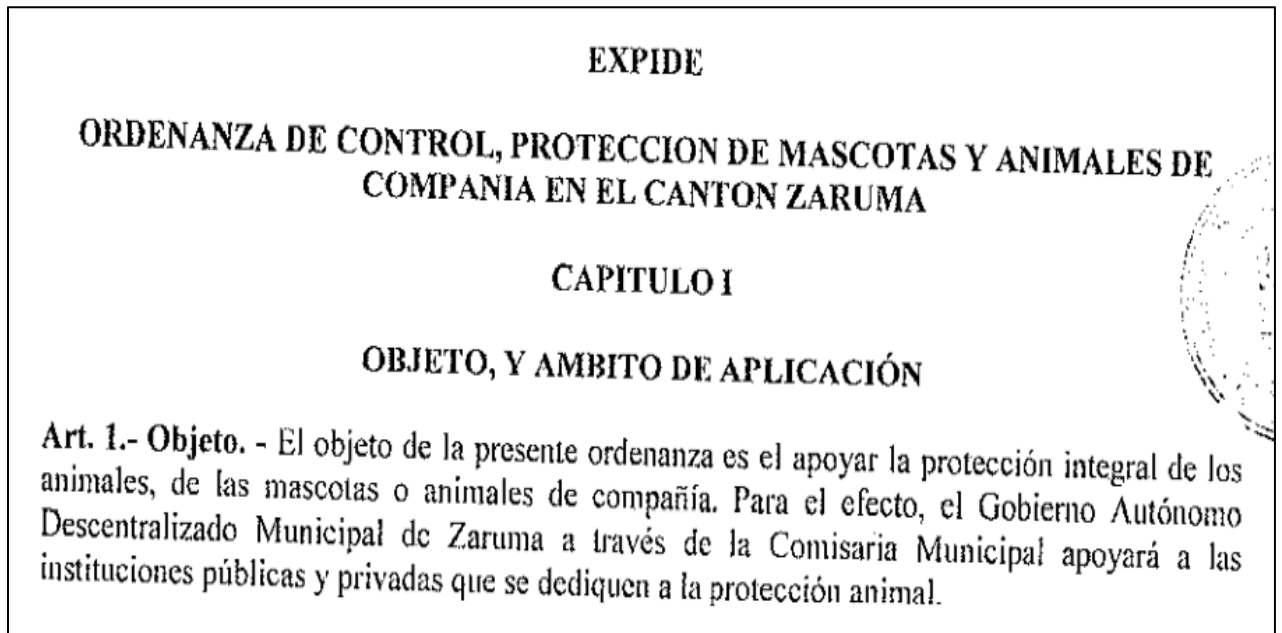 EXPIDE
ORDENANZA DE CONTROL, PROTECCION DE MASCOTAS Y ANIMALES DE
COMPANIA EN EL CANTON ZARUMA
CAPITULO I
OBJETO, Y AMBITO DE APLICACIÓN
Art. 1.- Objeto. - El objeto de la presente ordenanza es el apoyar la protección integral de los
animales, de las mascotas o animales de compañía. Para el efecto, el Gobierno Autónomo
Descentralizado Municipal de Zaruma a través de la Comisaria Municipal apoyará a las
instituciones públicas y privadas que se dediquen a la protección animal.